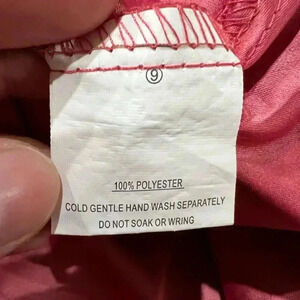 9
100% POLYESTER
COLD GENTLE HAND WASH SEPARATELY
DO NOT SOAK OR WRING